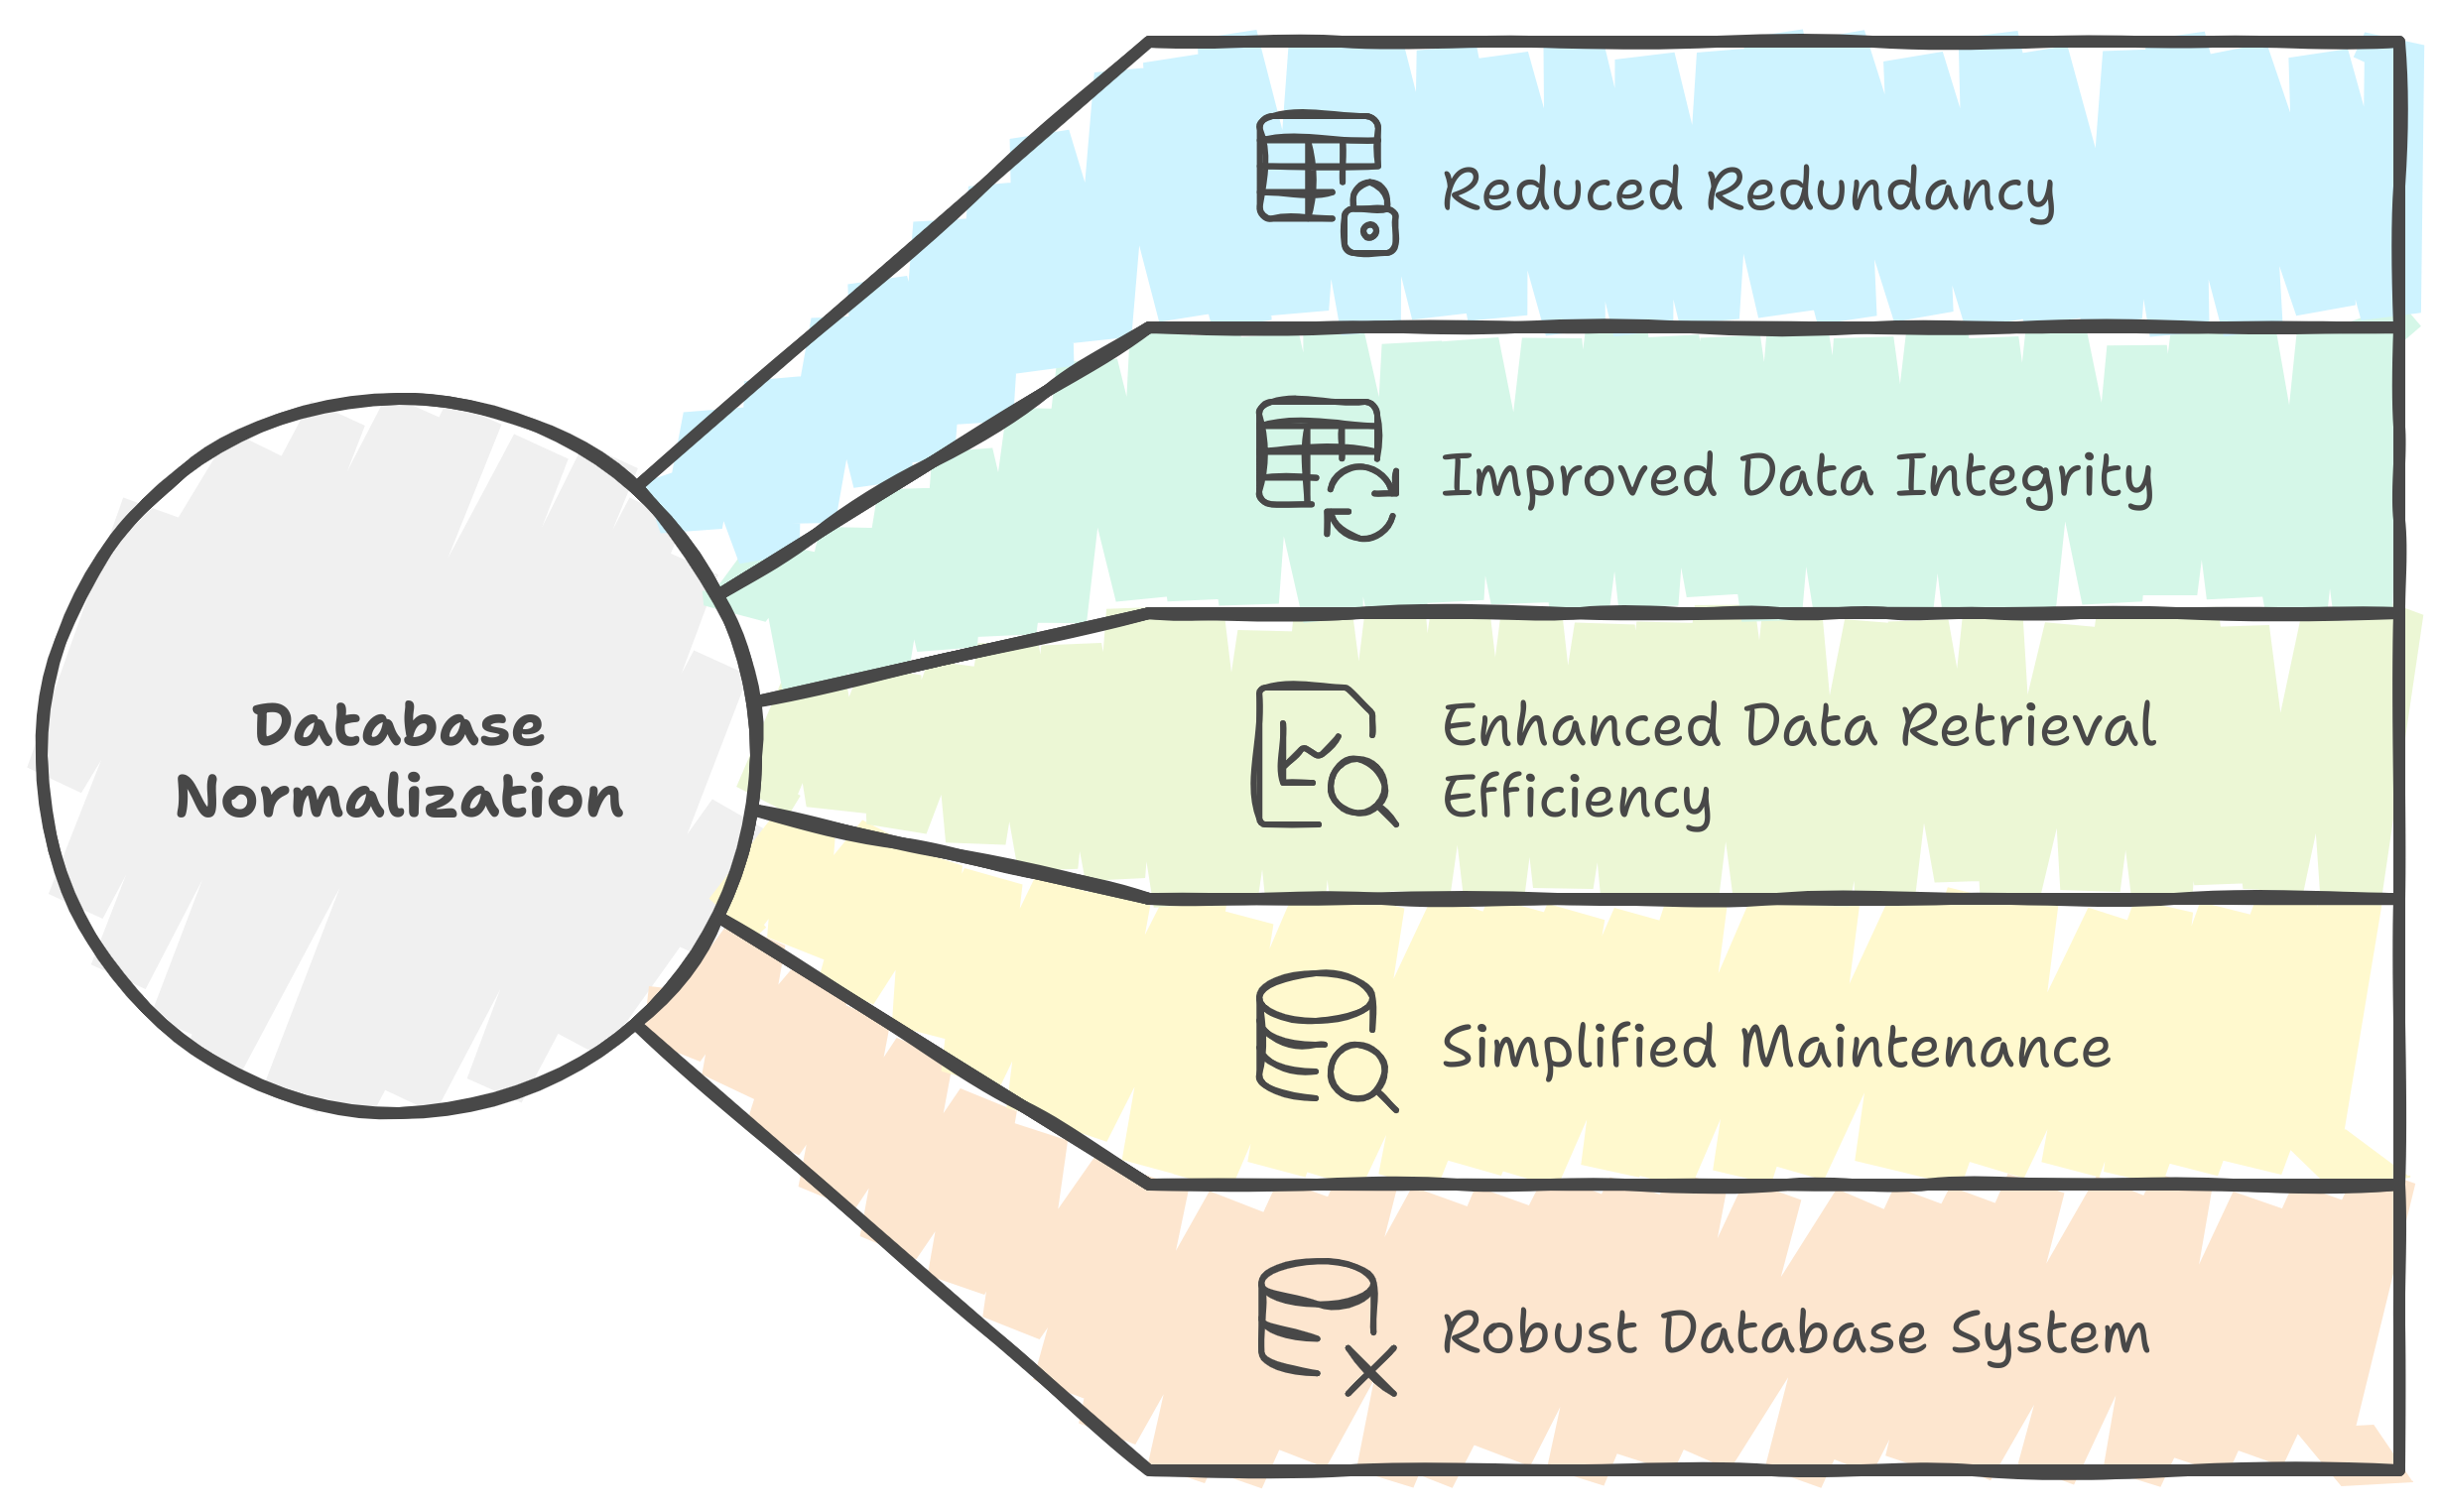 Reduced Redundancy
Improved Data Integrity
Database
Normalization
Enhanced Data Retrieval
Efficiency
Simplified Maintenance
Robust Database System